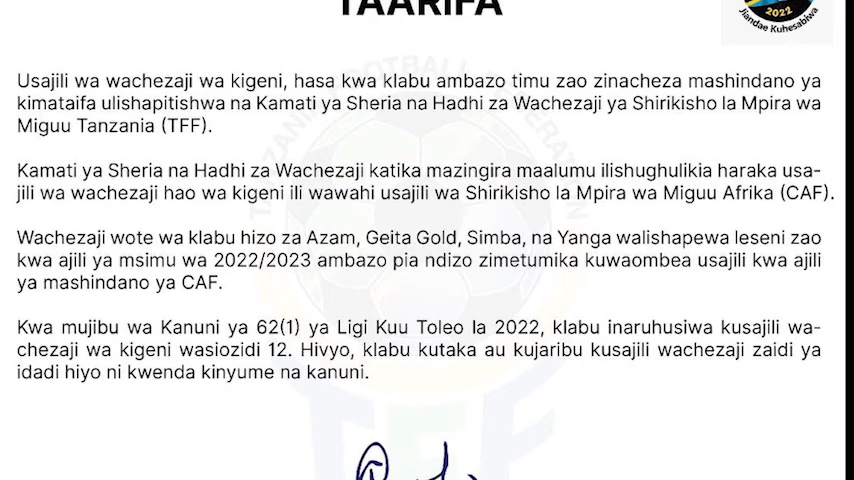 TAARIFA
2022
Jiandae Kuhesabiwa
Usajili wa wachezaji wa kigeni, hasa kwa klabu ambazo timu zao zinacheza mashindano ya
kimataifa ulishapitishwa na Kamati ya Sheria na Hadhi za Wachezaji ya Shirikisho la Mpira wa
Miguu Tanzania (TFF).
Kamati ya Sheria na Hadhi za Wachezaji katika mazingira maalumu ilishughulikia haraka usa-
jili wa wachezaji hao wa kigeni ili wawahi usajili wa Shirikisho la Mpira wa Miguu Afrika (CAF).
Wachezaji wote wa klabu hizo za Azam, Geita Gold, Simba, na Yanga walishapewa leseni zao
kwa ajili ya msimu wa 2022/2023 ambazo pia ndizo zimetumika kuwaombea usajili kwa ajili
ya mashindano ya CAF.
Kwa mujibu wa Kanuni ya 62(1) ya Ligi Kuu Toleo la 2022, klabu inaruhusiwa kusajili wa-
chezaji wa kigeni wasiozidi 12. Hivyo, klabu kutaka au kujaribu kusajili wachezaji zaidi ya
idadi hiyo ni kwenda kinyume na kanuni.
TANZANIA FOOTBALL FEDERATION
TFF